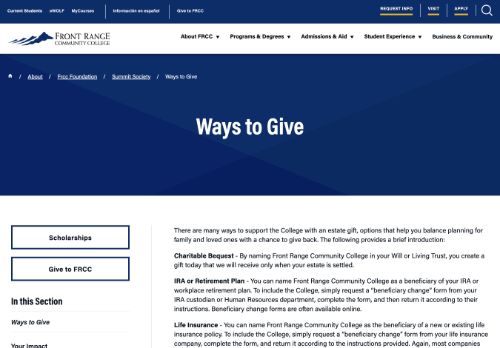 Current Students eWOLF MyCourses Información en español Give to FRCC REQUEST INFO VISIT APPLY
FRONT RANGE
COMMUNITY COLLEGE
About FRCC ▼ Programs & Degrees ▼ Admissions & Aid ▼ Student Experience ▼ Business & Community
/ About / Frcc Foundation / Summit Society / Ways to Give
Ways to Give
Scholarships
Give to FRCC
In this Section
Ways to Give
Your Impact
There are many ways to support the College with an estate gift, options that help you balance planning for
family and loved ones with a chance to give back. The following provides a brief introduction:
Charitable Bequest - By naming Front Range Community College in your Will or Living Trust, you create a
gift today that we will receive only when your estate is settled.
IRA or Retirement Plan - You can name Front Range Community College as a beneficiary of your IRA or
workplace retirement plan. To include the College, simply request a "beneficiary change" form from your
IRA custodian or Human Resources department, complete the form, and then return it according to their
instructions. Beneficiary change forms are often available online.
Life Insurance - You can name Front Range Community College as the beneficiary of a new or existing life
insurance policy. To include the College, simply request a "beneficiary change" form from your life insurance
company, complete the form, and then return it according to the instructions provided. Again, most companies